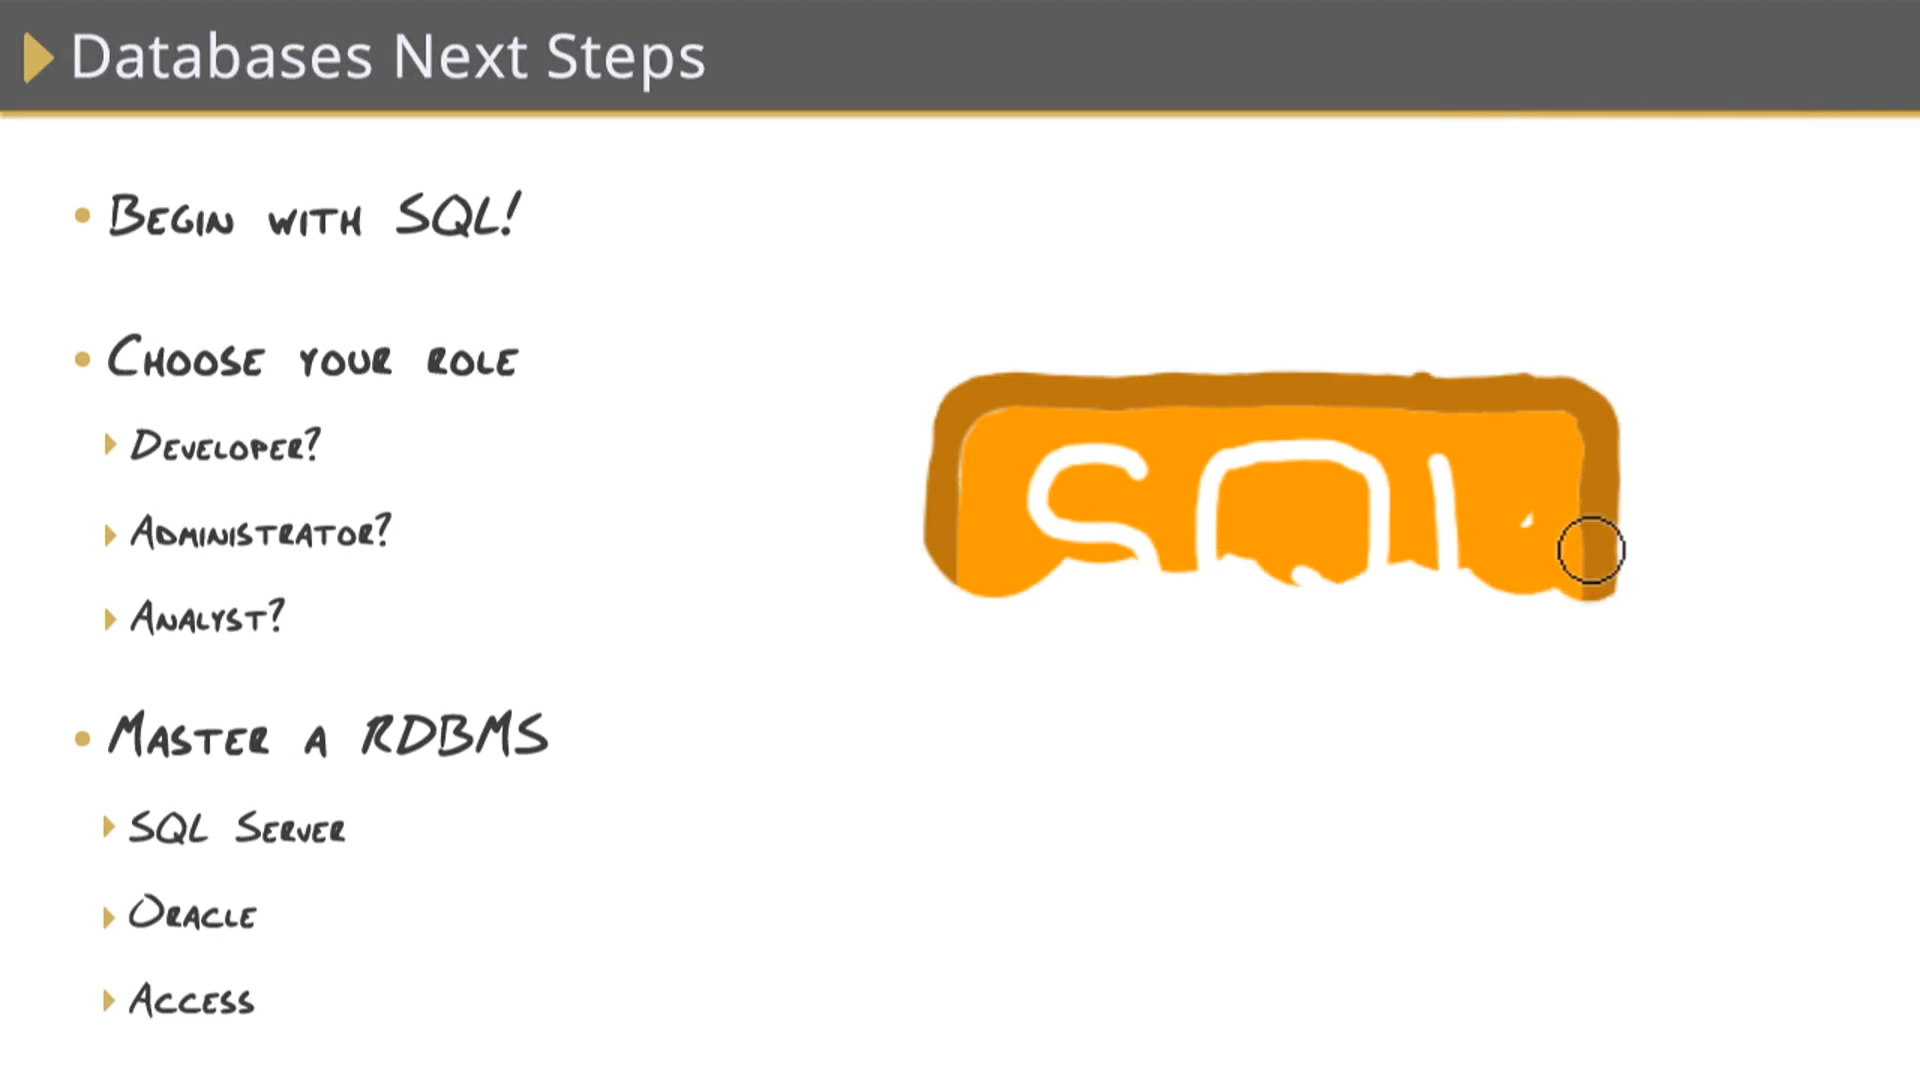 Databases Next Steps
Begin with SQL!
Choose your role
Developer?
Administrator?
Analyst?
SQL
Master a RDBMS
SQL Server
Oracle
Access